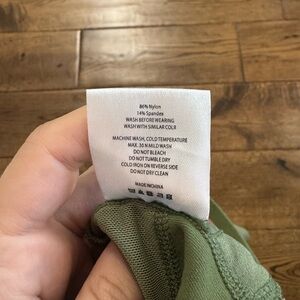 86% Nylon
14% Spandex
WASH BEFORE WEARING
WASH WITH SIMILAR COLR
MACHINE WASH, COLD TEMPERATURE
MAX. 30 N MILD WASH
DO NOT BLEACH
DO NOT TUMBLE DRY
COLD IRON ON REVERSE SIDE
DO NOT DRY CLEAN
MADE IN CHINA